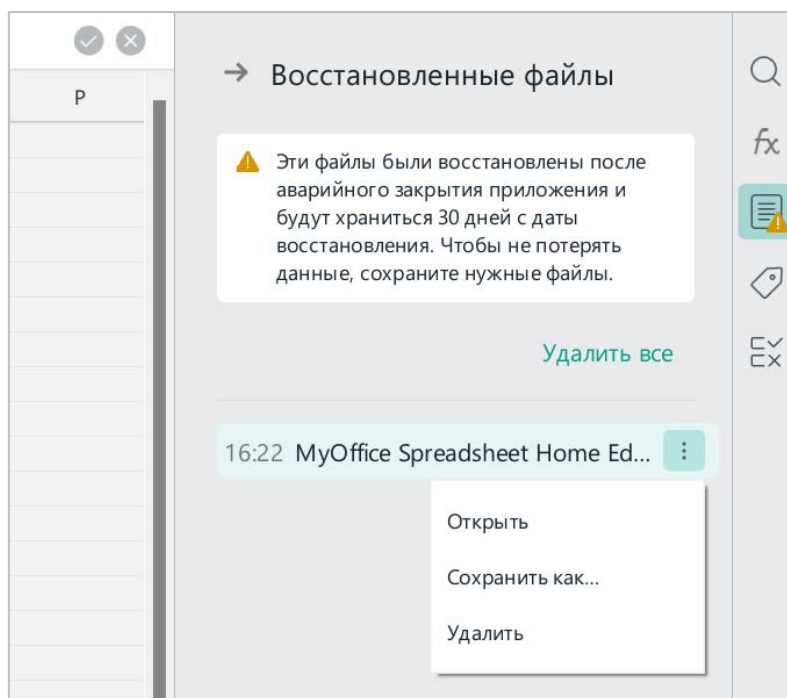 P
→ Восстановленные файлы
Эти файлы были восстановлены после
аварийного закрытия приложения и
будут храниться 30 дней с даты
восстановления. Чтобы не потерять
данные, сохраните нужные файлы.
Удалить все
16:22 MyOffice Spreadsheet Home Ed...
Открыть
Сохранить как...
Удалить
fx